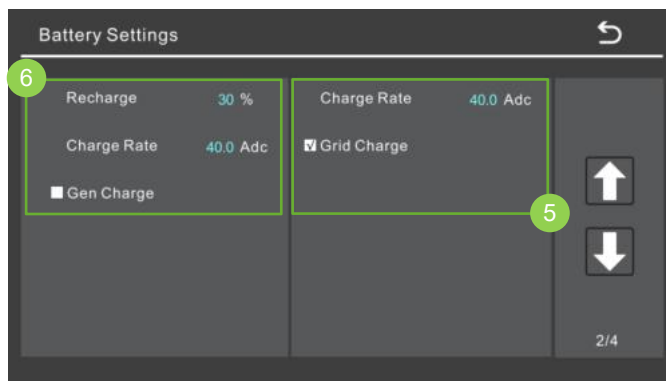 Battery Settings
6
Recharge 30 %
Charge Rate 40.0 Adc
Gen Charge
Charge Rate 40.0 Adc
Grid Charge
5
2/4